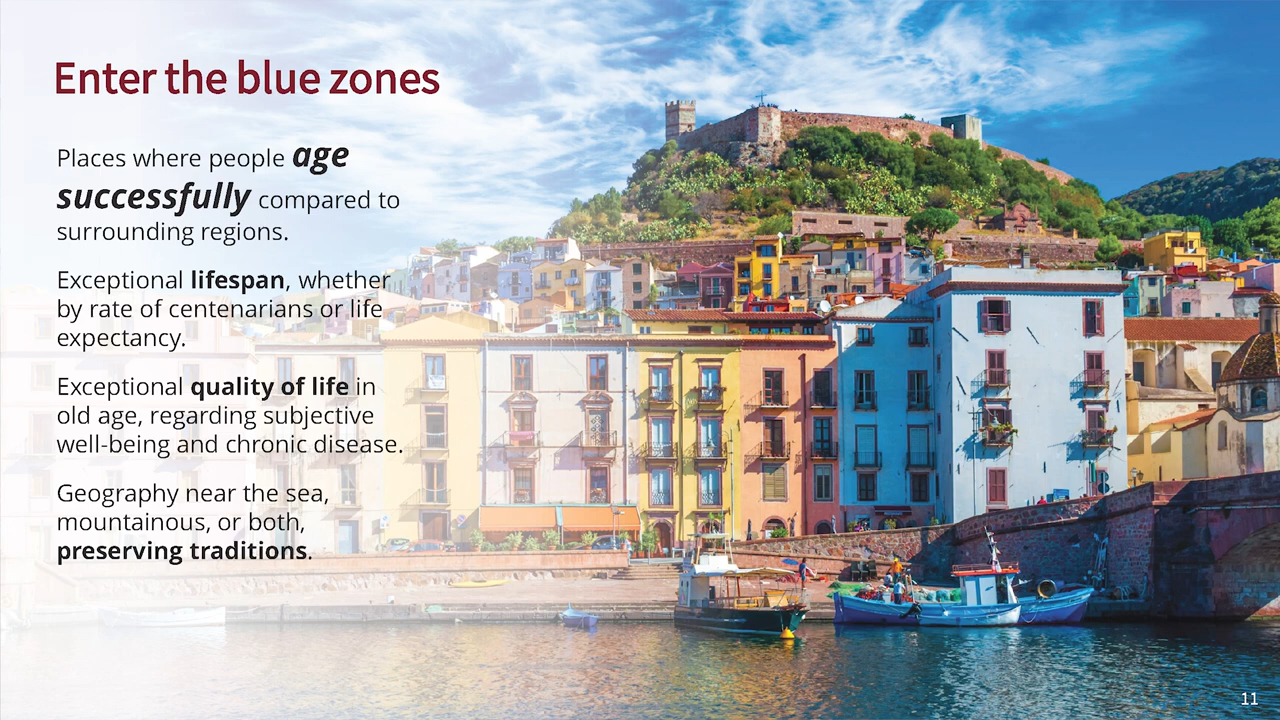 Enter the blue zones
Places where people age
successfully compared to
surrounding regions.
Exceptional lifespan, whether
by rate of centenarians or life
expectancy.
Exceptional quality of life in
old age, regarding subjective
well-being and chronic disease.
Geography near the sea,
mountainous, or both,
preserving traditions.
11